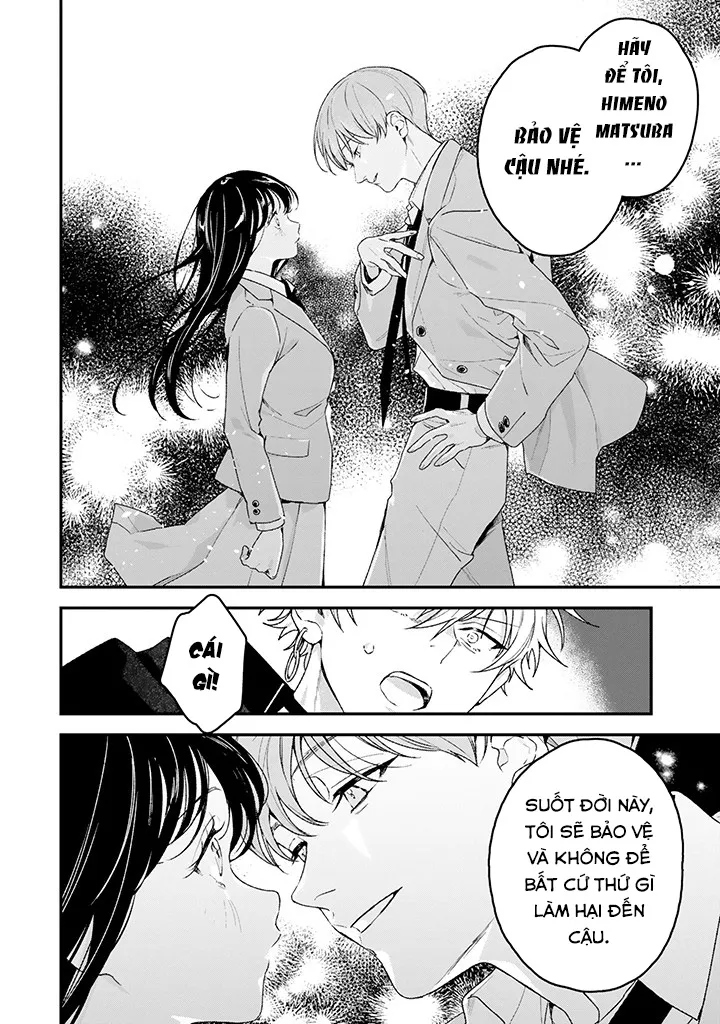 HÃY
ĐỂ TÔI,
HIMENO
MATSUBA
...
BẢO VỆ
CẬU NHÉ.
CÁI
GÌ!
SUỐT ĐỜI NÀY,
TÔI SẼ BẢO VỆ
VÀ KHÔNG ĐỂ
BẤT CỨ THỨ GÌ
LÀM HẠI ĐẾN
CẬU.